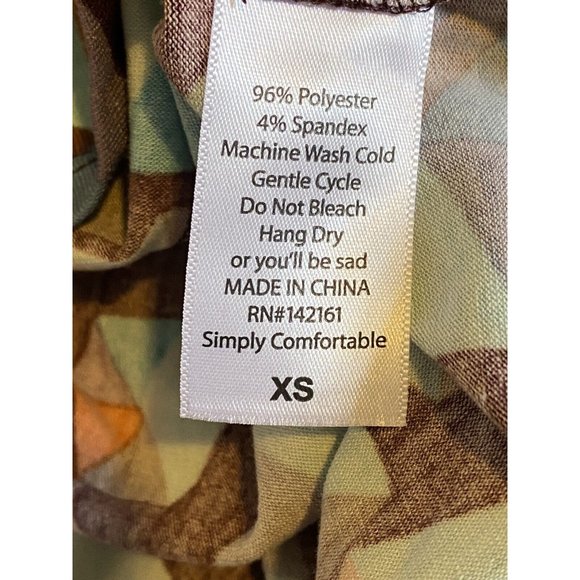 96% Polyester
4% Spandex
Machine Wash Cold
Gentle Cycle
Do Not Bleach
Hang Dry
or you'll be sad
MADE IN CHINA
RN#142161
Simply Comfortable
XS